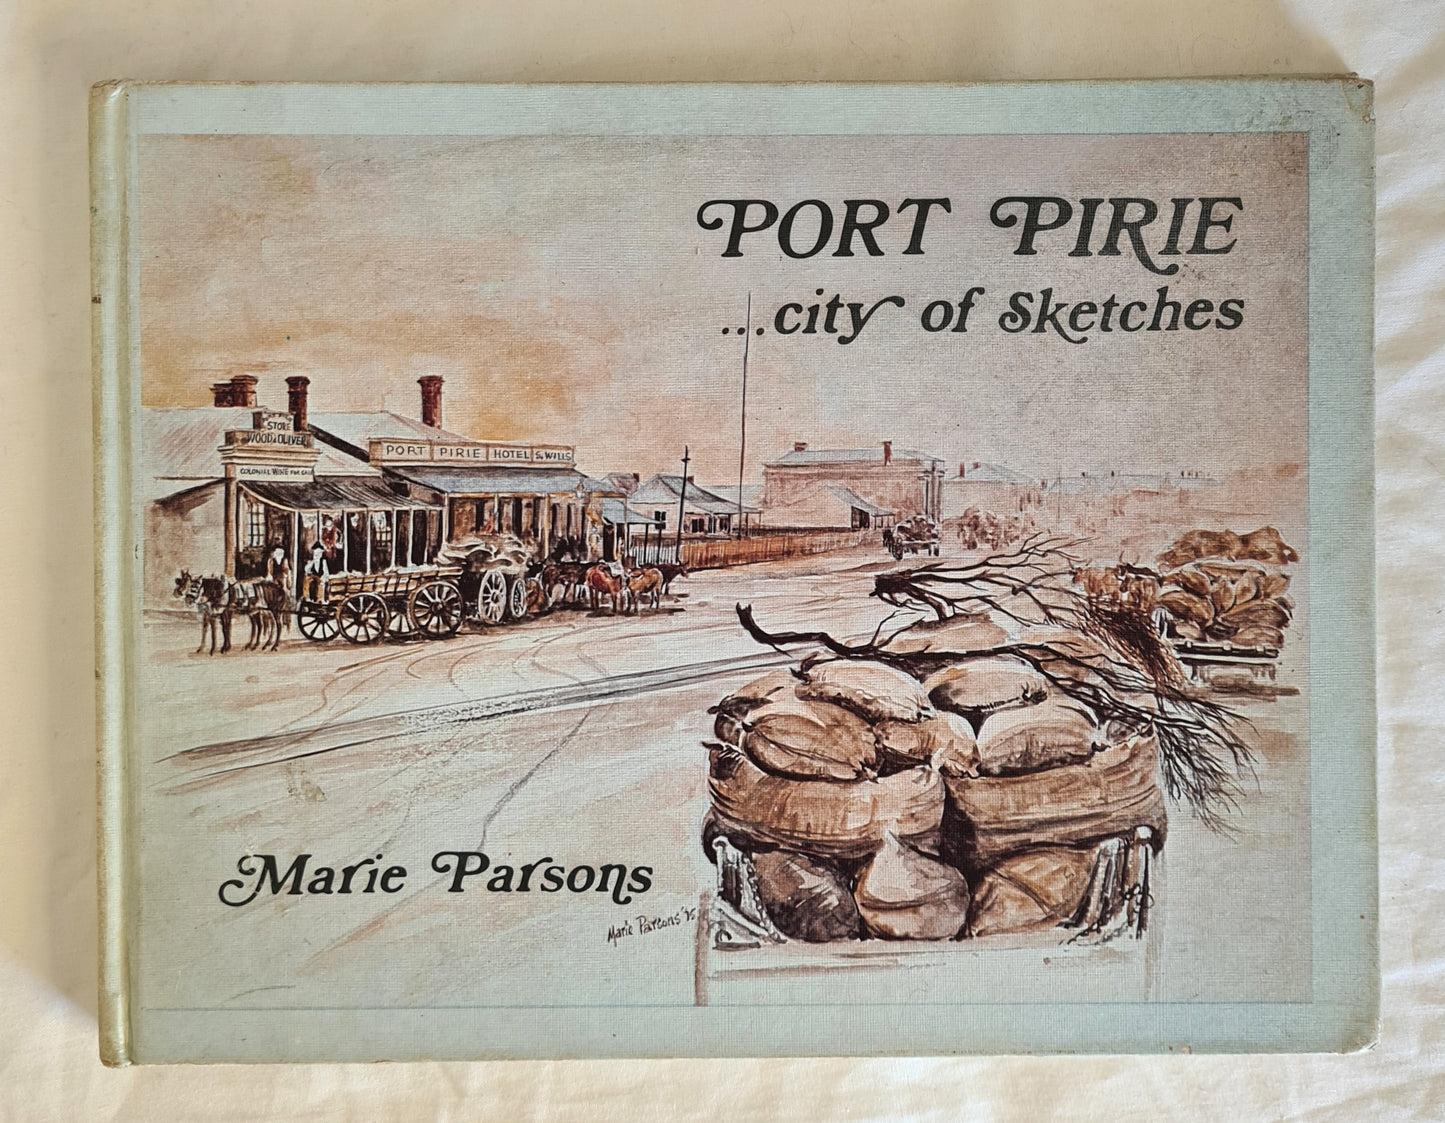 PORT PIRIE
...city of Sketches
STORE
WOOD & OLIVER
COLONIAL WINE FOR SALE
PORT PIRIE HOTEL S. WILLS
Marie Parsons
Marie Parsons '75